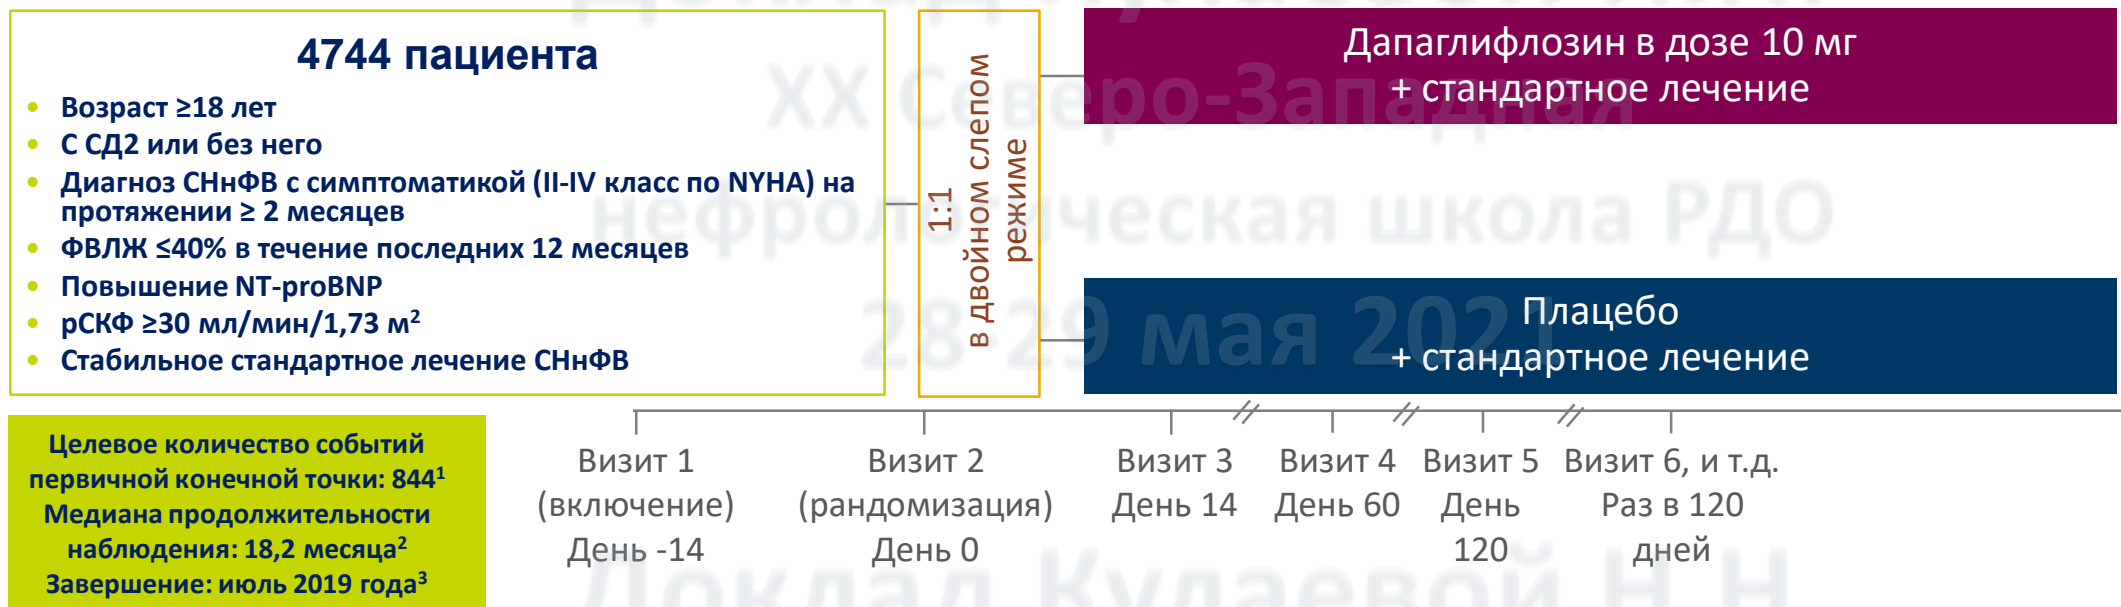 4744 пациента
• Возраст ≥18 лет
• С СД2 или без него
• Диагноз СНнФВ с симптоматикой (II-IV класс по NYHA) на
протяжении ≥ 2 месяцев
• ФВЛЖ ≤40% в течение последних 12 месяцев
• Повышение NT-proBNP
• рСКФ ≥30 мл/мин/1,73 м²
• Стабильное стандартное лечение СНнФВ
1:1
в двойном слепом
режиме
Дапаглифлозин в дозе 10 мг
+ стандартное лечение
Плацебо
+ стандартное лечение
XX Северо-Западная
нефрологическая школа РДО
28-29 мая 2021
Целевое количество событий
первичной конечной точки: 844¹
Медиана продолжительности
наблюдения: 18,2 месяца²
Завершение: июль 2019 года³
Визит 1
(включение)
День -14
Визит 2
(рандомизация)
День 0
Визит 3
День 14
Визит 4
День 60
Визит 5
День
120
Визит 6, и т.д.
Раз в 120
дней
Доклад Кулаевой Н.Н